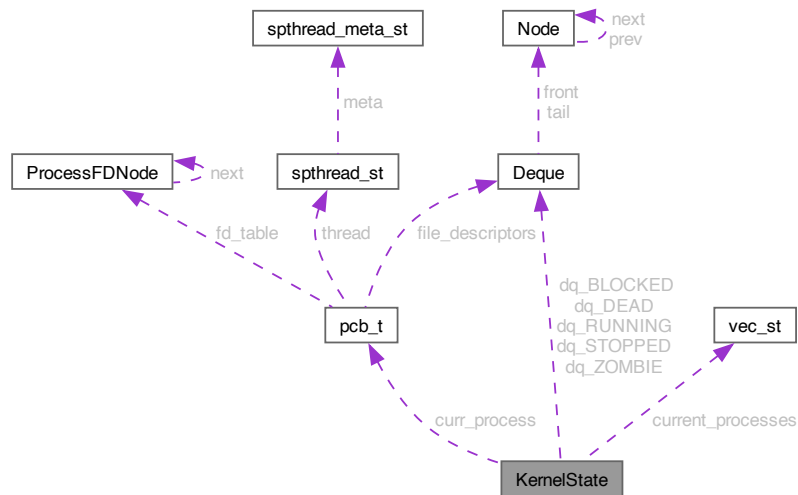 spthread_meta_st
Node
next
prev
meta
front
tail
ProcessFDNode
next
spthread_st
Deque
fd_table
thread
file_descriptors
dq_BLOCKED
dq_DEAD
dq_RUNNING
dq_STOPPED
dq_ZOMBIE
pcb_t
vec_st
curr_process
current_processes
KernelState